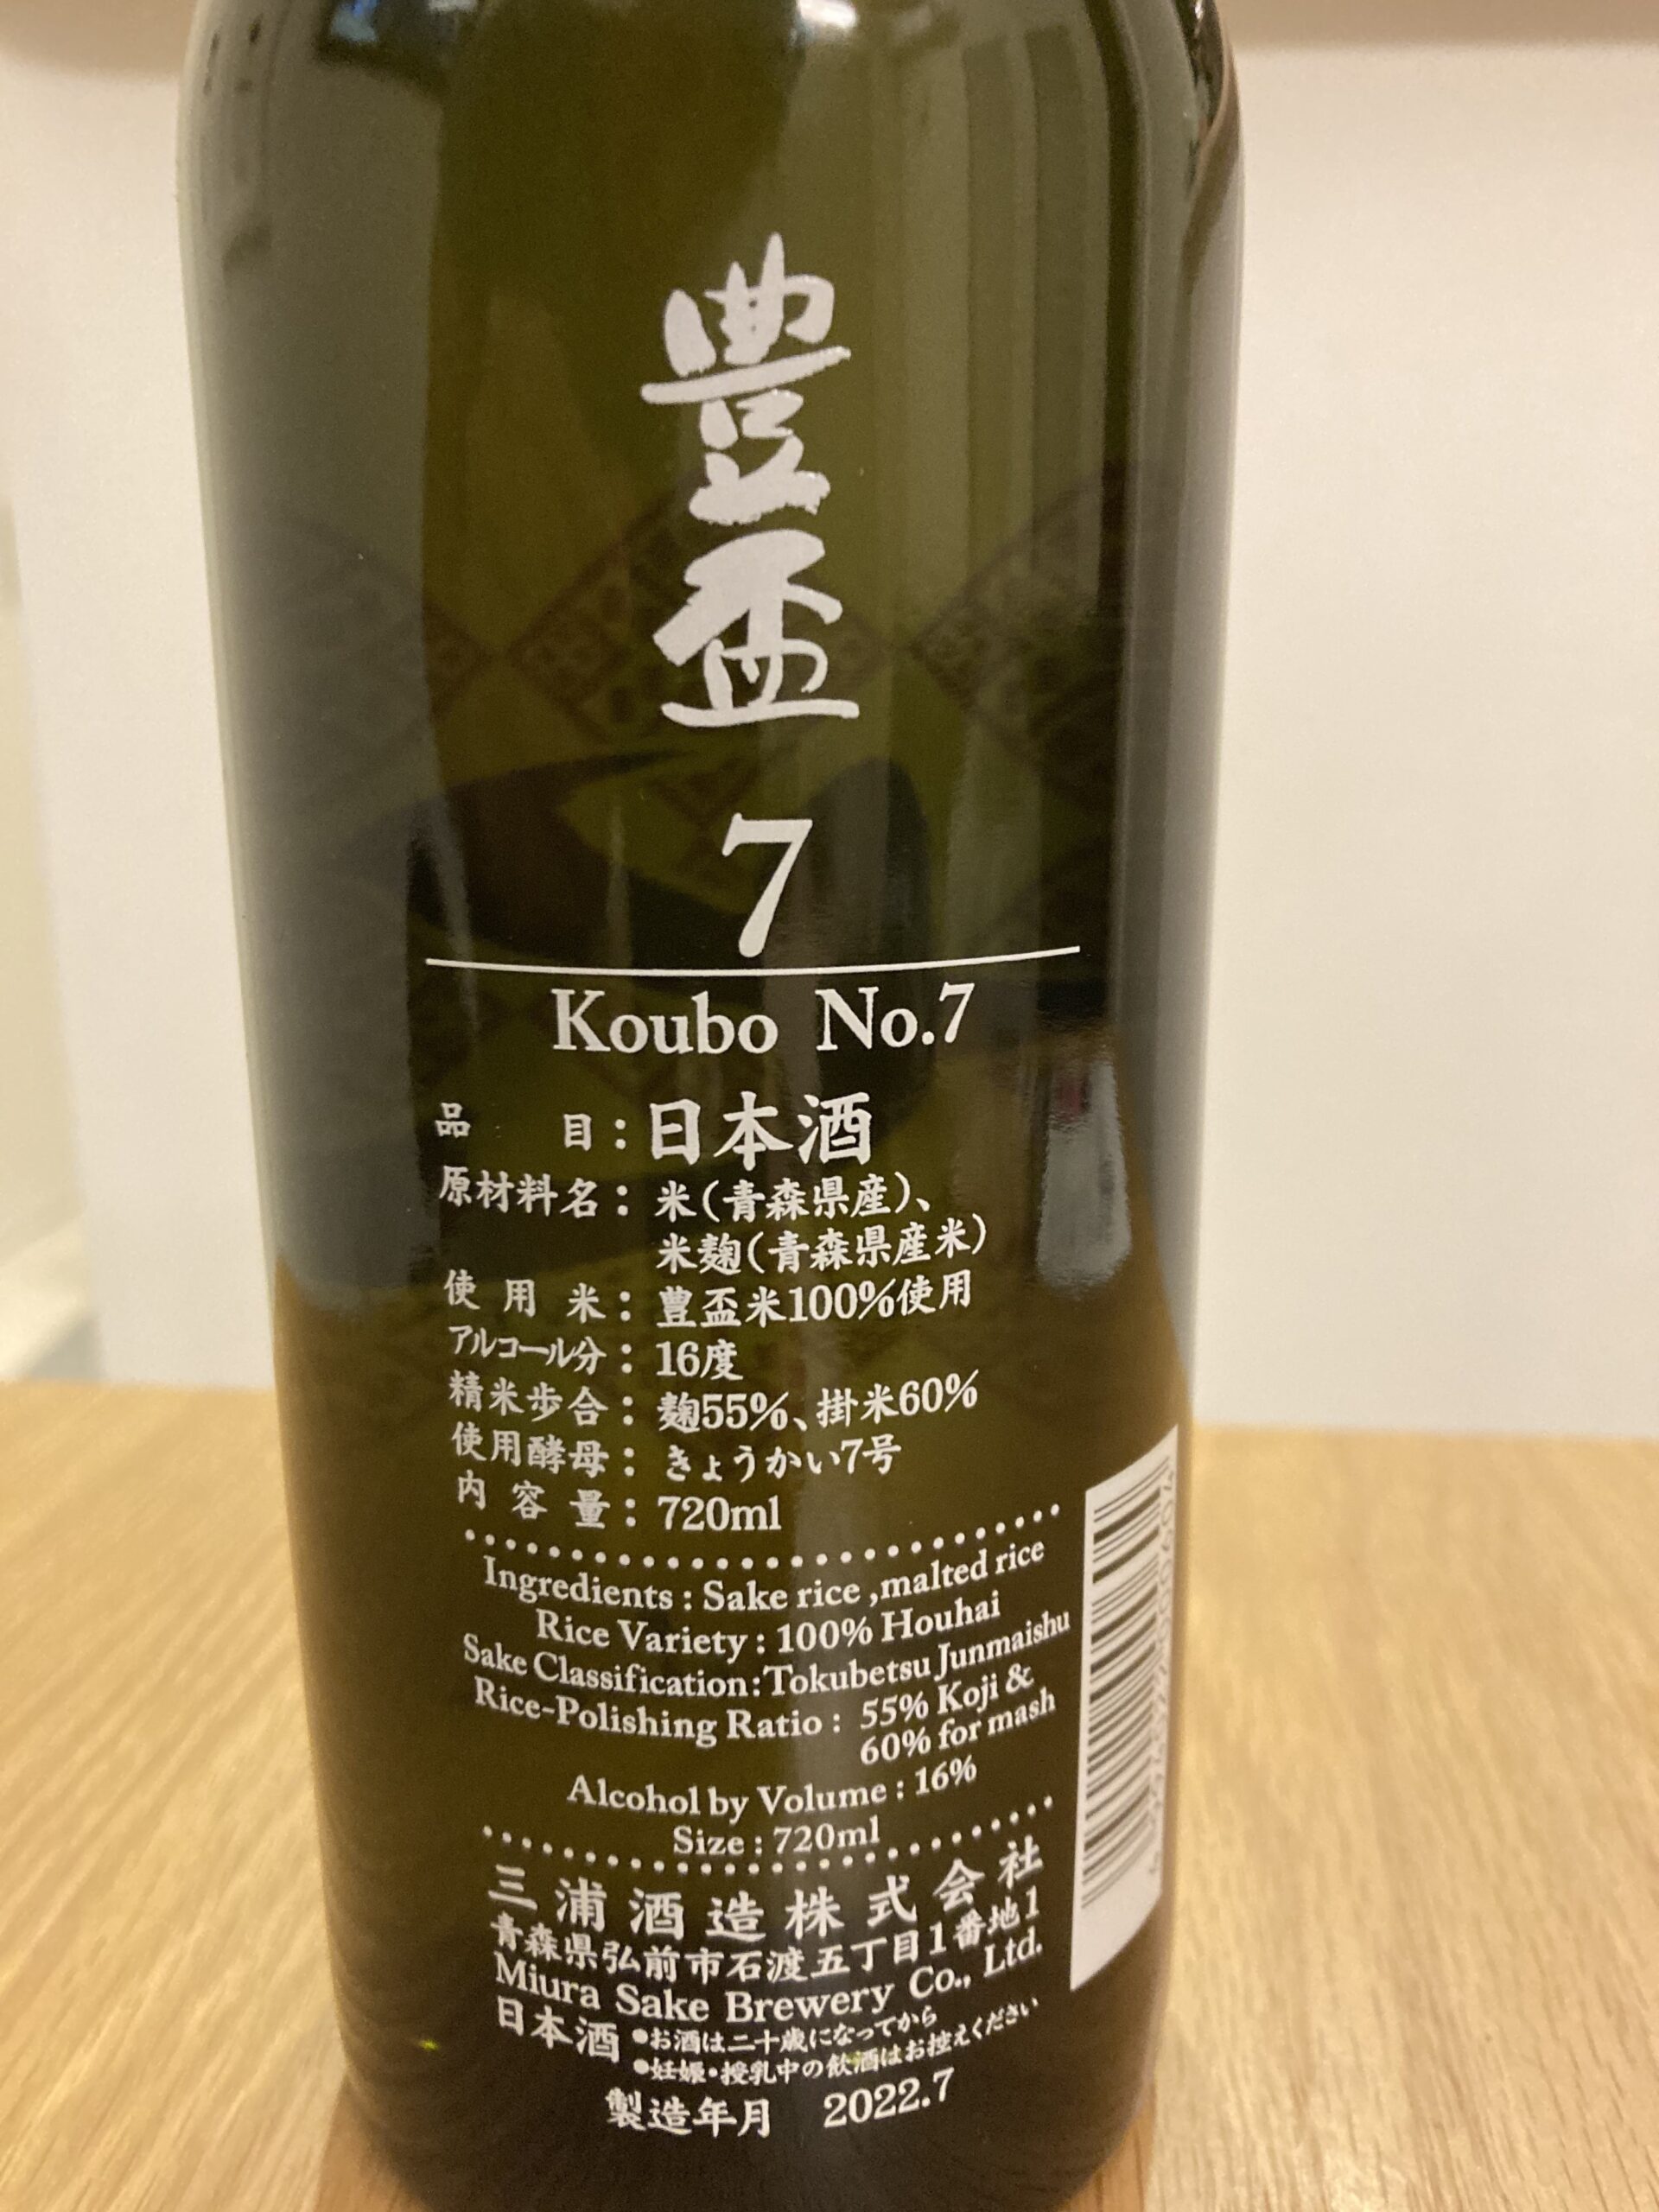 豊盃
7
Koubo No.7
品目：日本酒
原材料名：米（青森県産）、
米麹（青森県産米）
使用米：豊盃米100%使用
アルコール分：16度
精米歩合：麹55%、掛米60%
使用酵母：きょうかい7号
内容量：720ml
Ingredients : Sake rice ,malted rice
Rice Variety : 100% Houhai
Sake Classification:Tokubetsu Junmaishu
Rice-Polishing Ratio : 55% Koji &
60% for mash
Alcohol by Volume : 16%
Size : 720ml
三浦酒造株式会社
青森県弘前市石渡五丁目1番地1
Miura Sake Brewery Co., Ltd.
日本酒 ●お酒は二十歳になってから
●妊娠・授乳中の飲酒はお控えください
製造年月 2022.7